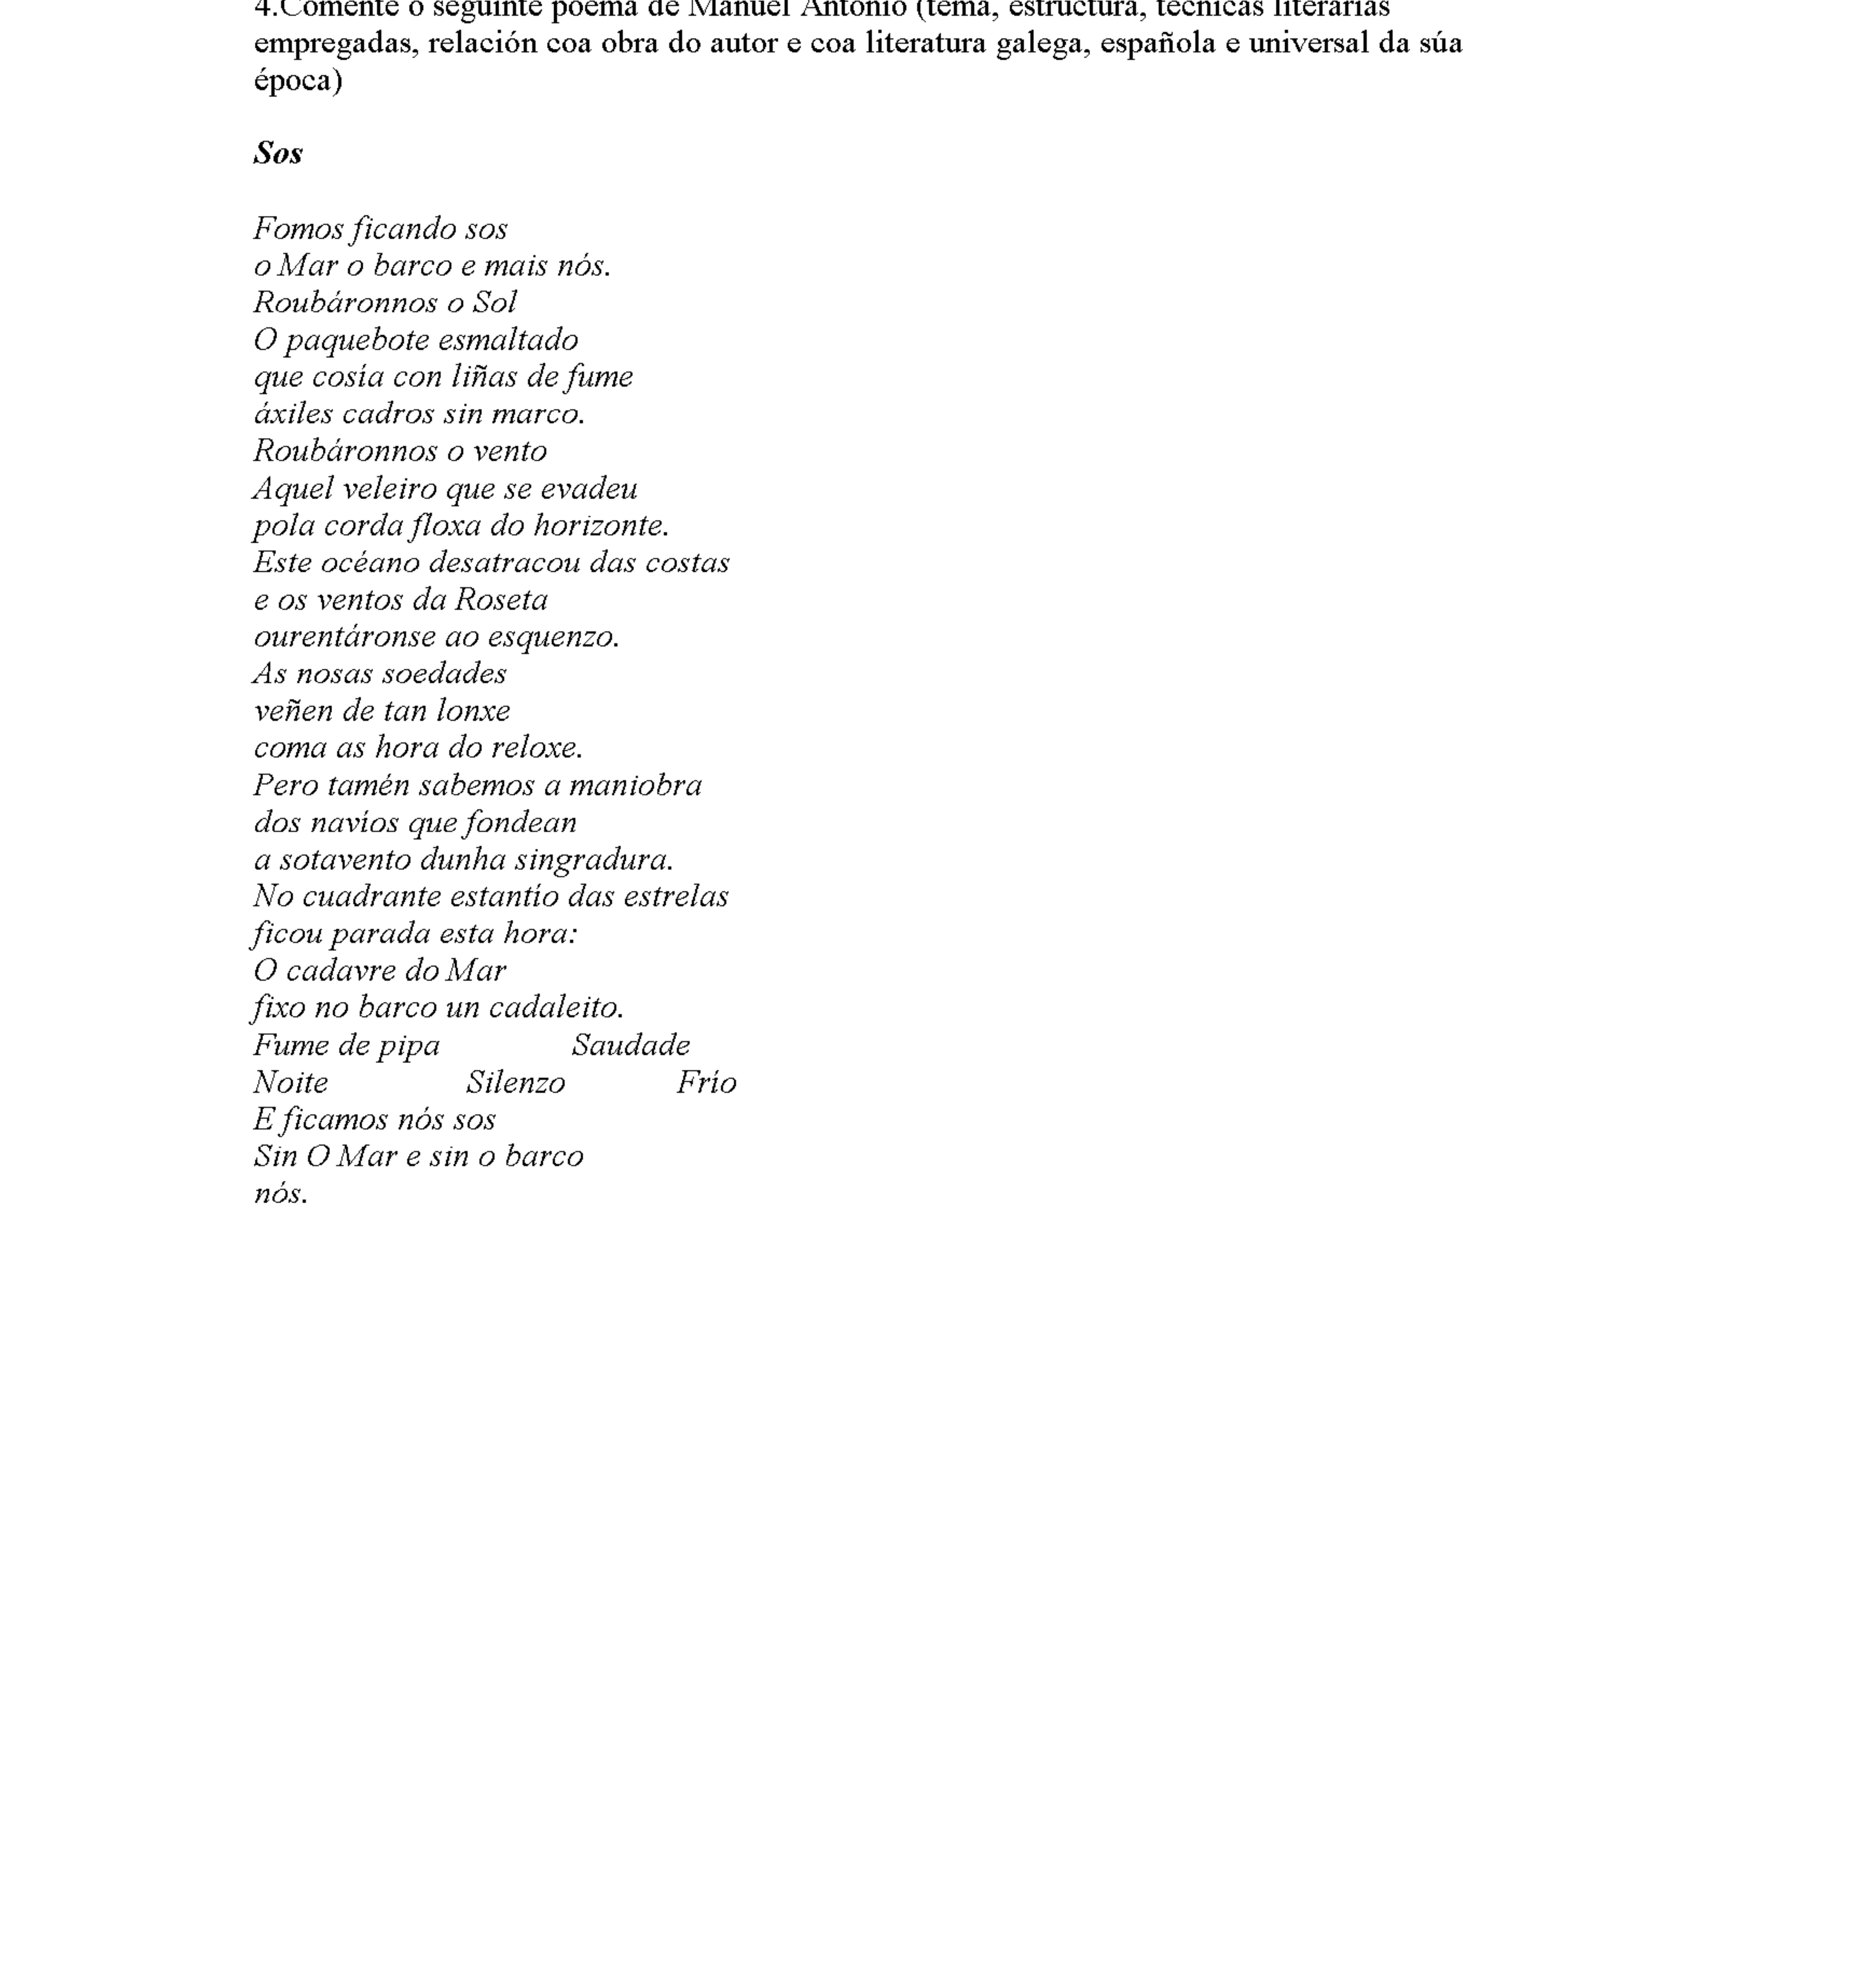 4.Comente o seguinte poema de Manuel Antonio (tema, estructura, técnicas literarias
empregadas, relación coa obra do autor e coa literatura galega, española e universal da súa
época)
Sos
Fomos ficando sos
o Mar o barco e mais nós.
Roubáronnos o Sol
O paquebote esmaltado
que cosía con liñas de fume
áxiles cadros sin marco.
Roubáronnos o vento
Aquel veleiro que se evadeu
pola corda floxa do horizonte.
Este océano desatracou das costas
e os ventos da Roseta
ourentáronse ao esquenzo.
As nosas soedades
veñen de tan lonxe
coma as hora do reloxe.
Pero tamén sabemos a maniobra
dos navíos que fondean
a sotavento dunha singradura.
No cuadrante estantío das estrelas
ficou parada esta hora:
O cadavre do Mar
fixo no barco un cadaleito.
Fume de pipa Saudade
Noite Silenzo Frío
E ficamos nós sos
Sin O Mar e sin o barco
nós.